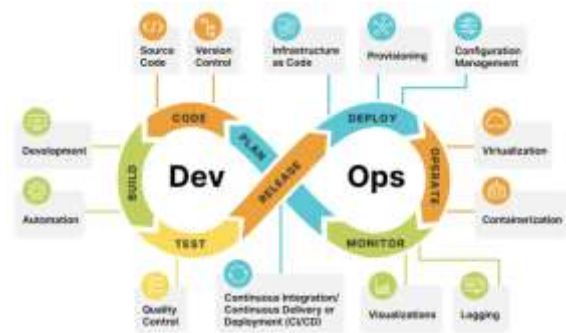 Source
Code
Version
Control
Infrastructure
as Code
Provisioning
Configuration
Management
CODE
PLAN
DEPLOY
Development
BUILD
Dev
RELEASE
Ops
OPERATE
Virtualization
Automation
Containerization
TEST
MONITOR
Quality
Control
Continuous Integration/
Continuous Delivery or
Deployment (CI/CD)
Visualizations
Logging